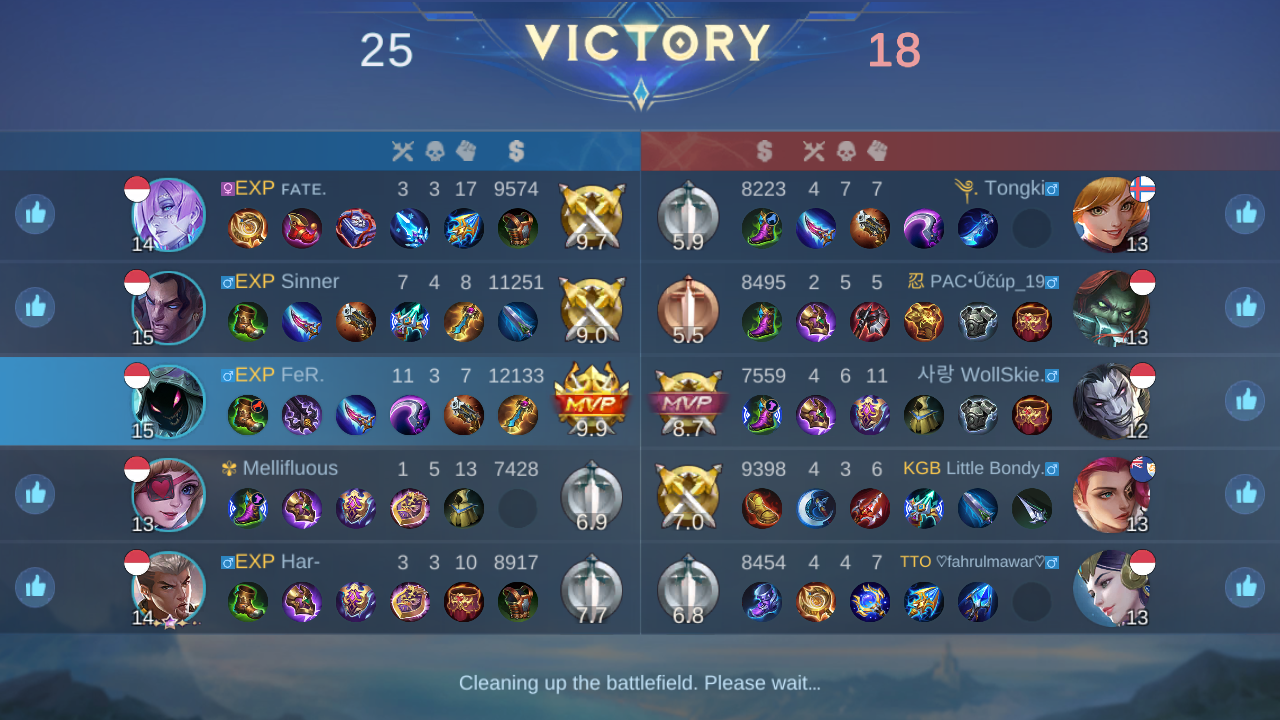 25 VICTORY 18
EXP ғᴀᴛᴇ. 3 3 17 9574
14 9.7
8223 4 7 7 . Tongki
5.9 13
EXP Sinner 7 4 8 11251
15 9.0
8495 2 5 5 忍 PAC•Űčúp_19
5.5 13
EXP FeR. 11 3 7 12133
15 MVP 9.9
7559 4 6 11 사랑 WollSkie.
MVP 8.7 12
Mellifluous 1 5 13 7428
13 6.9
9398 4 3 6 KGB Little Bondy.
7.0 13
EXP Har- 3 3 10 8917
14 7.7
8454 4 4 7 TTO ♡fahrulmawar♡
6.8 13
Cleaning up the battlefield. Please wait...